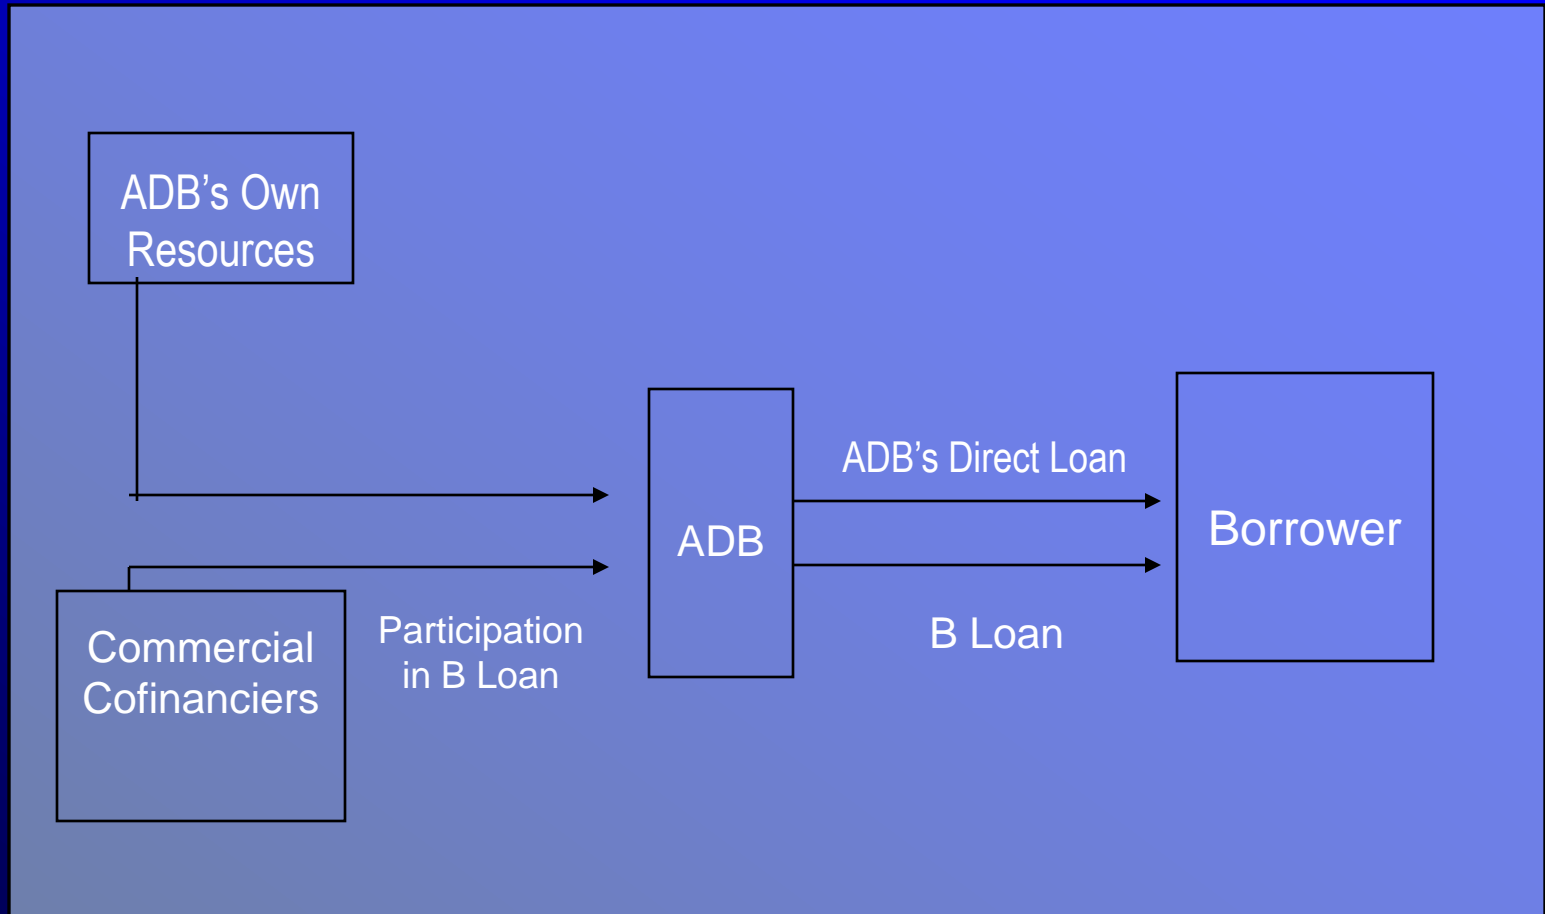 ADB’s Own
Resources
ADB’s Direct Loan
ADB
Borrower
Commercial
Cofinanciers
Participation
in B Loan
B Loan